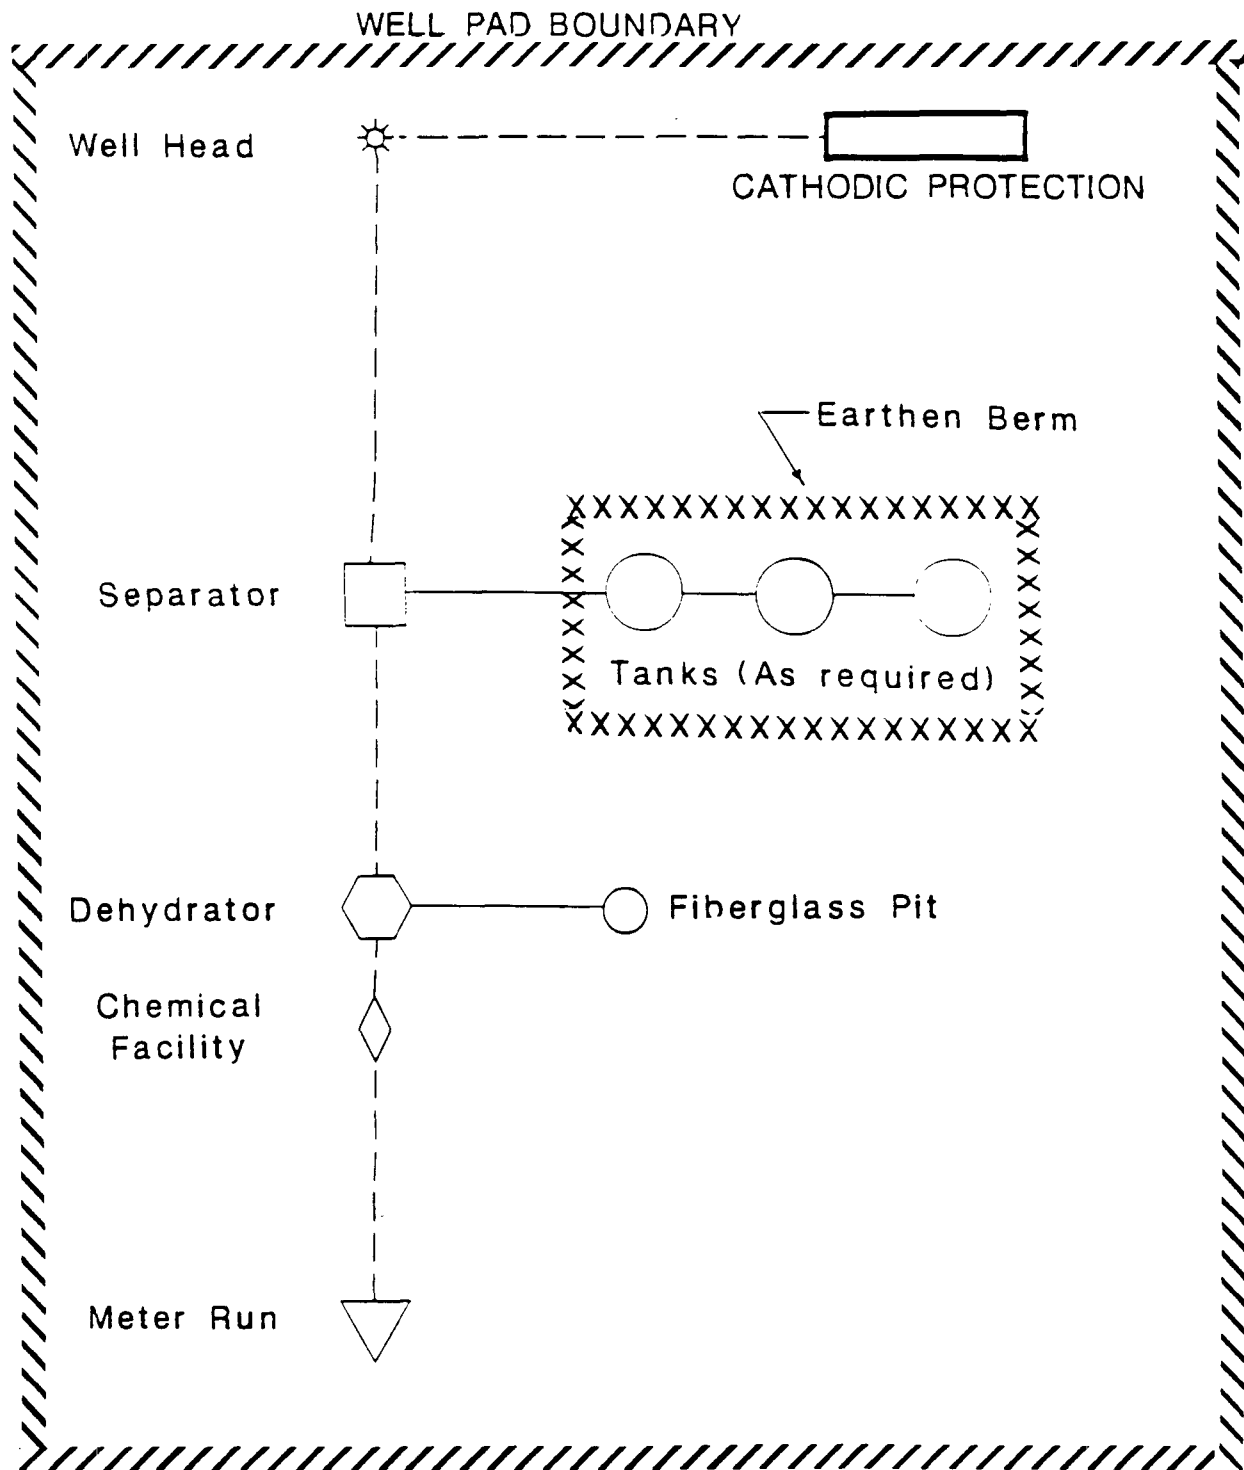 WELL PAD BOUNDARY
Well Head
CATHODIC PROTECTION
Earthen Berm
Separator
Tanks (As required)
Dehydrator
Fiberglass Pit
Chemical
Facility
Meter Run